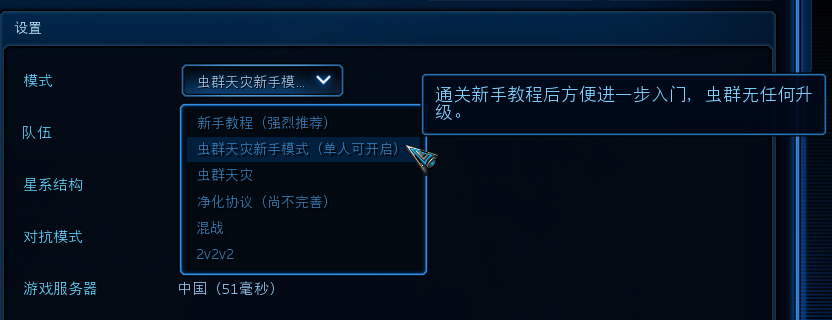 设置
模式
虫群天灾新手模...
通关新手教程后方便进一步入门，虫群无任何升
级。
新手教程（强烈推荐）
队伍
虫群天灾新手模式（单人可开启）
虫群天灾
星系结构
净化协议（尚不完善）
混战
对抗模式
2v2v2
游戏服务器
中国（51毫秒）